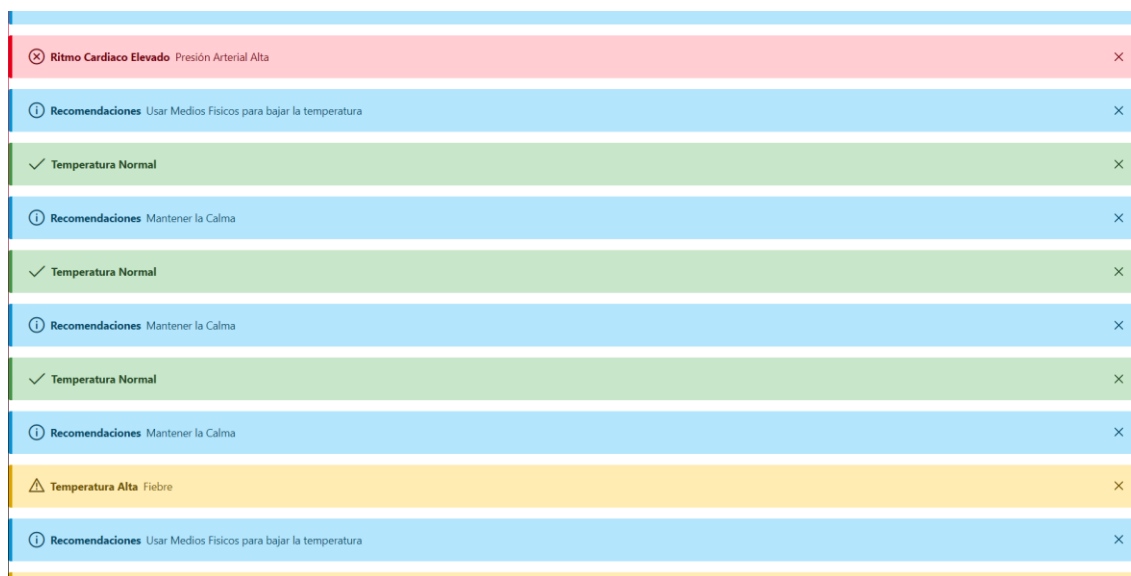 Ritmo Cardiaco Elevado Presión Arterial Alta
Recomendaciones Usar Medios Fisicos para bajar la temperatura
Temperatura Normal
Recomendaciones Mantener la Calma
Temperatura Normal
Recomendaciones Mantener la Calma
Temperatura Normal
Recomendaciones Mantener la Calma
Temperatura Alta Fiebre
Recomendaciones Usar Medios Fisicos para bajar la temperatura